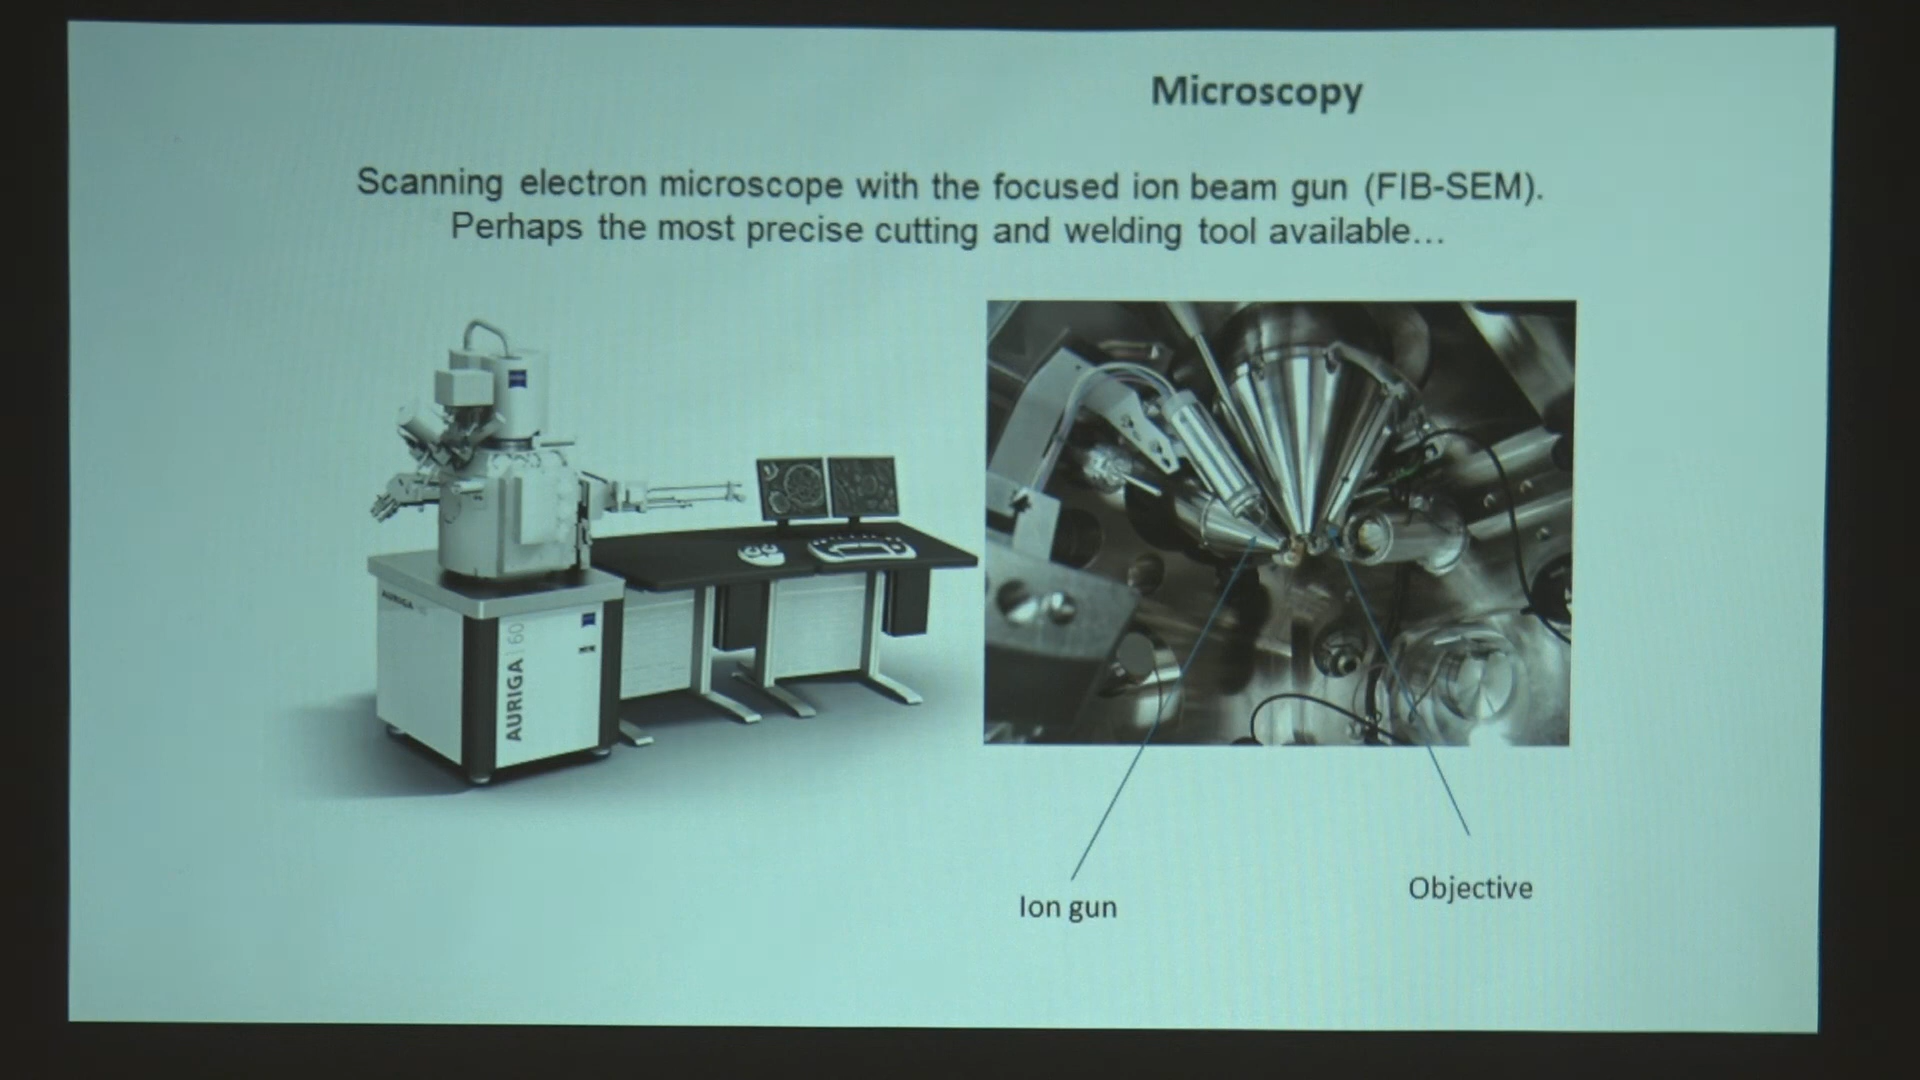 Microscopy
Scanning electron microscope with the focused ion beam gun (FIB-SEM).
Perhaps the most precise cutting and welding tool available...
AURIGA
AURIGA 60
Ion gun
Objective